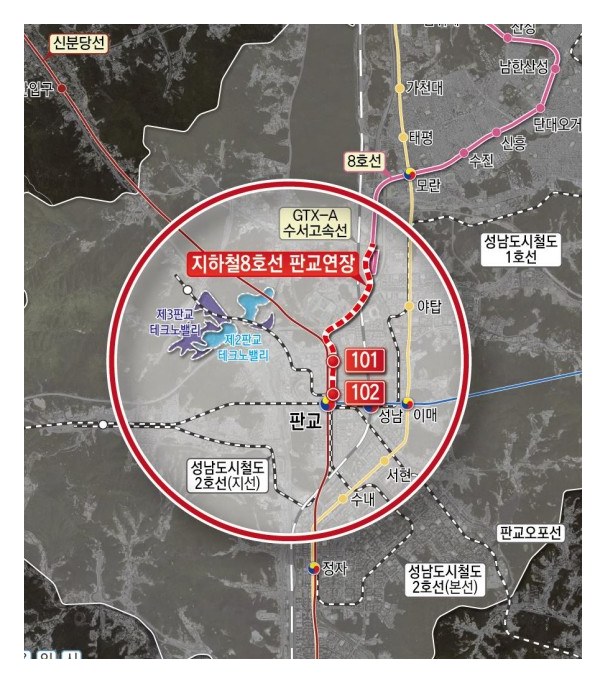 신분당선
산성
남한산성
가천대
단대오거
태평
신흥
수진
8호선
모란
GTX-A
수서고속선
성남도시철도
1호선
지하철8호선 판교연장
제3판교
테크노밸리
제2판교
테크노밸리
야탑
101
102
판교
성남
이매
성남도시철도
2호선(지선)
서현
수내
판교오포선
정자
성남도시철도
2호선(본선)